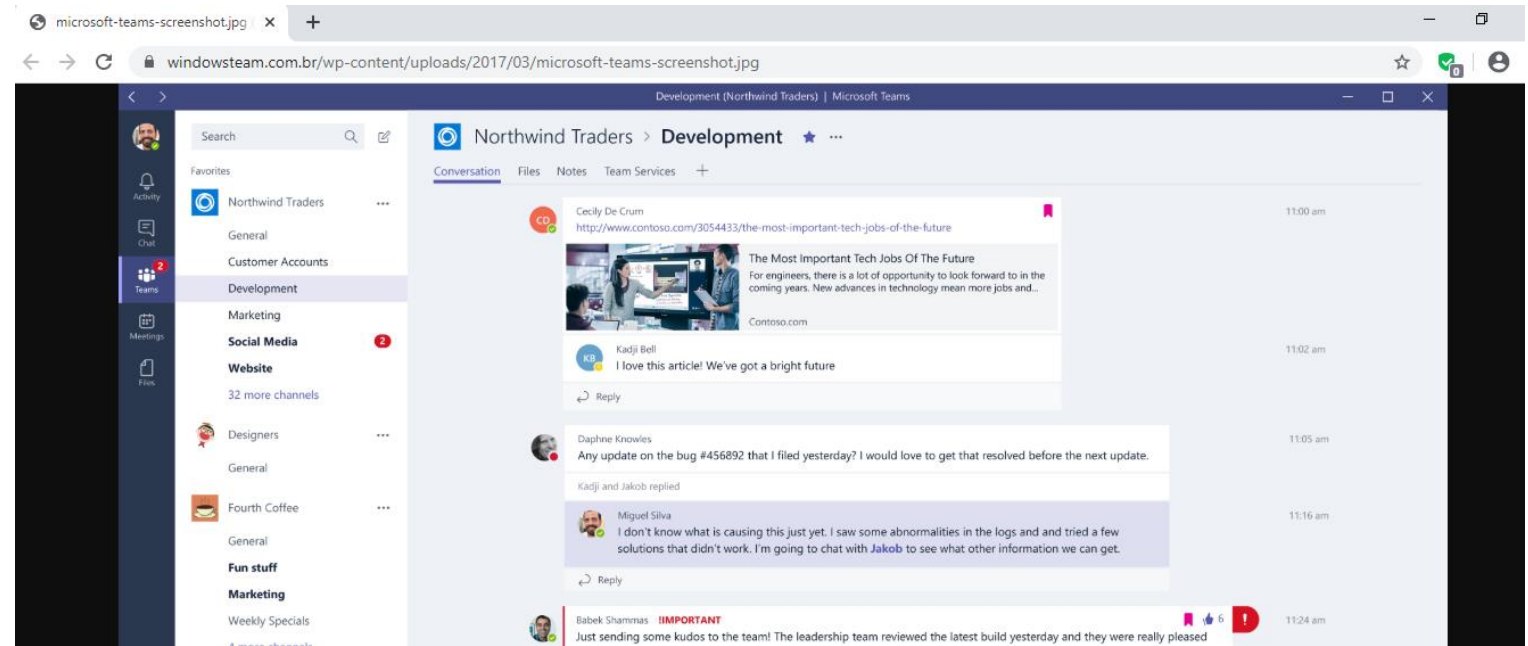 microsoft-teams-screenshot.jpg
windowsteam.com.br/wp-content/uploads/2017/03/microsoft-teams-screenshot.jpg
0
Development (Northwind Traders) | Microsoft Teams
Activity
Chat
2
Teams
Meetings
Files
Search
Favorites
Northwind Traders
General
Customer Accounts
Development
Marketing
Social Media 2
Website
32 more channels
Designers
General
Fourth Coffee
General
Fun stuff
Marketing
Weekly Specials
4 more channels
Northwind Traders > Development
Conversation Files Notes Team Services
CD
Cecily De Crum 11:00 am
http://www.contoso.com/3054433/the-most-important-tech-jobs-of-the-future
The Most Important Tech Jobs Of The Future
For engineers, there is a lot of opportunity to look forward to in the
coming years. New advances in technology mean more jobs and...
Contoso.com
KB
Kadji Bell 11:02 am
I love this article! We've got a bright future
Reply
Daphne Knowles 11:05 am
Any update on the bug #456892 that I filed yesterday? I would love to get that resolved before the next update.
Kadji and Jakob replied
Miguel Silva 11:16 am
I don't know what is causing this just yet. I saw some abnormalities in the logs and and tried a few
solutions that didn't work. I'm going to chat with Jakob to see what other information we can get.
Reply
Babek Shammas !IMPORTANT 6 ! 11:24 am
Just sending some kudos to the team! The leadership team reviewed the latest build yesterday and they were really pleased